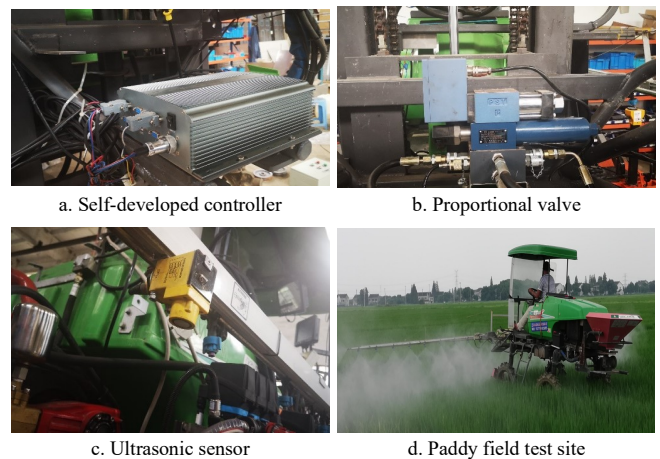 a. Self-developed controller
b. Proportional valve
c. Ultrasonic sensor
d. Paddy field test site